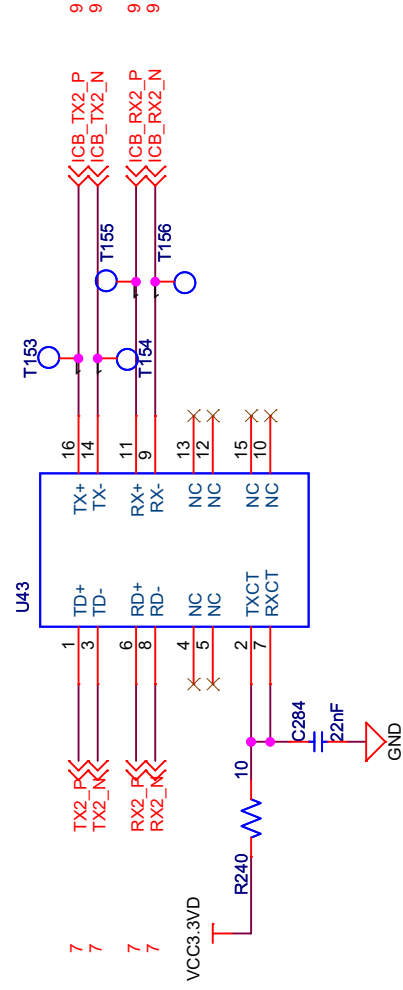 U43
7 TX2_P 1 TD+ TX+ 16 T153 ICB_TX2_P 9
7 TX2_N 3 TD- TX- 14 T154 ICB_TX2_N 9
7 RX2_P 6 RD+ RX+ 11 T155 ICB_RX2_P 9
7 RX2_N 8 RD- RX- 9 T156 ICB_RX2_N 9
4 NC NC 13
5 NC NC 12
2 TXCT NC 15
7 RXCT NC 10
VCC3.3VD
R240
10
C284
22nF
GND